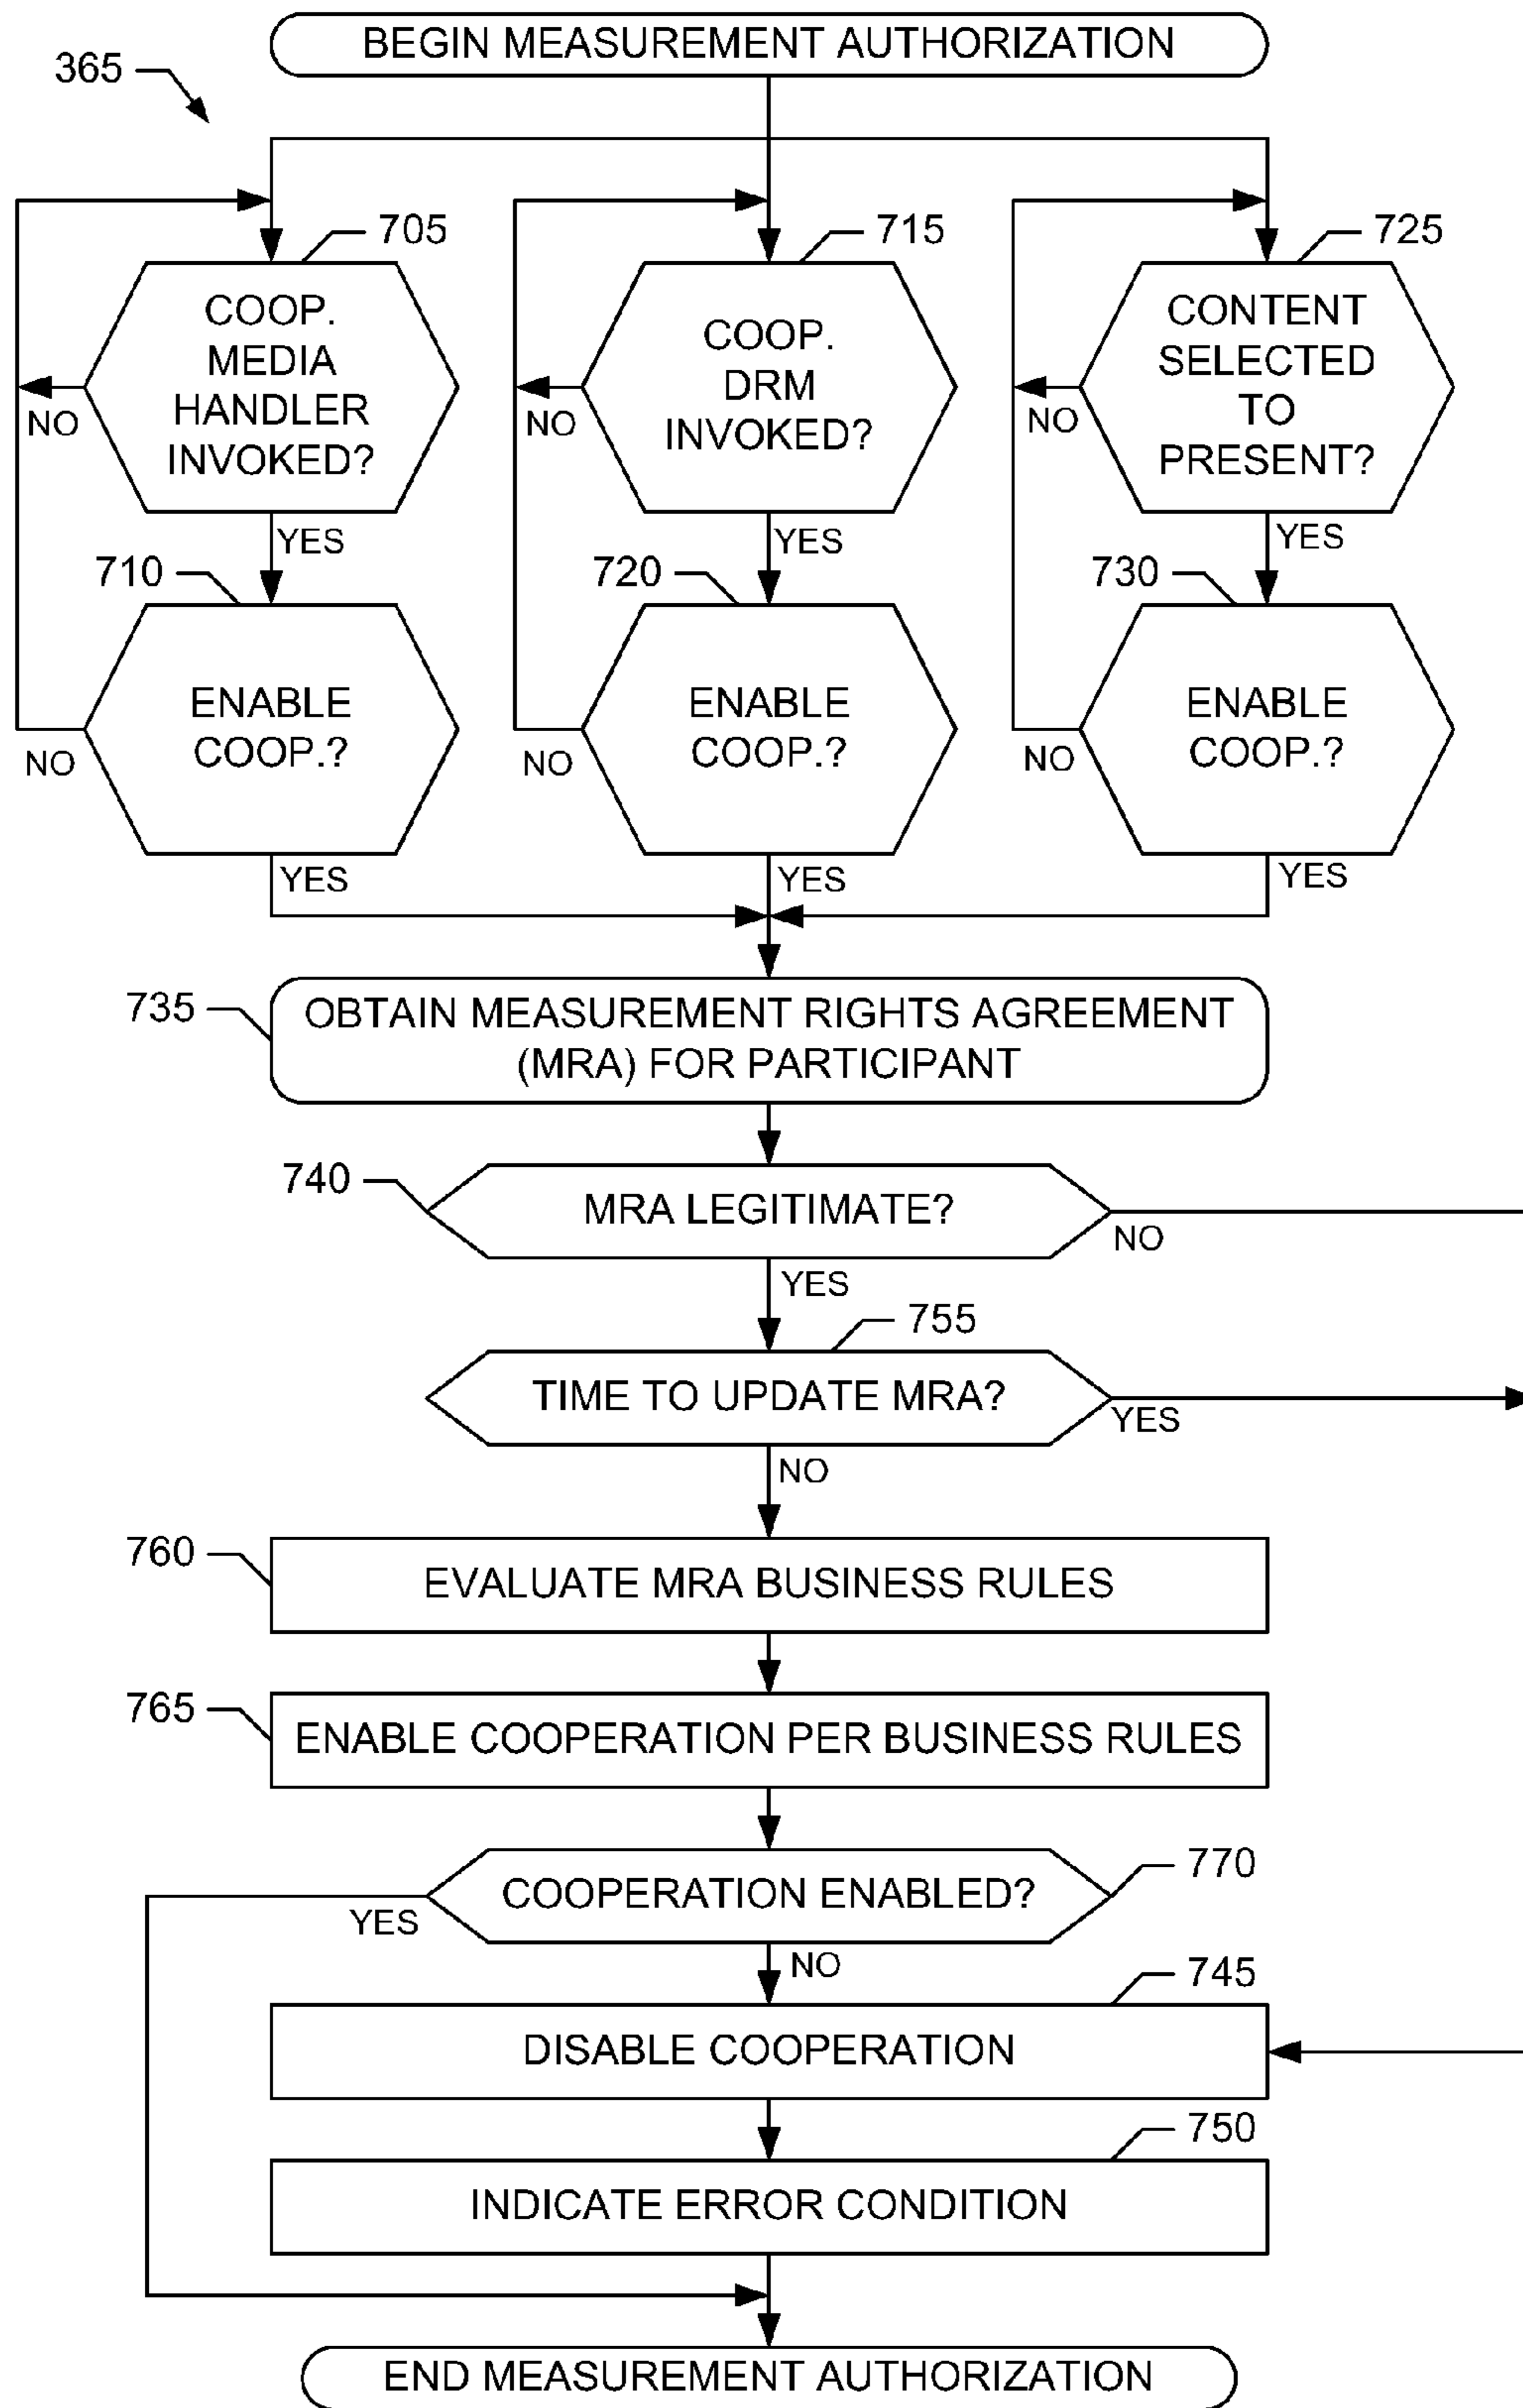 BEGIN MEASUREMENT AUTHORIZATION
365
705
COOP.
MEDIA
HANDLER
INVOKED?
NO
YES
715
COOP.
DRM
INVOKED?
NO
YES
725
CONTENT
SELECTED
TO
PRESENT?
NO
YES
710
ENABLE
COOP.?
NO
YES
720
ENABLE
COOP.?
NO
YES
730
ENABLE
COOP.?
NO
YES
735
OBTAIN MEASUREMENT RIGHTS AGREEMENT
(MRA) FOR PARTICIPANT
740
MRA LEGITIMATE?
NO
YES
755
TIME TO UPDATE MRA?
YES
NO
760
EVALUATE MRA BUSINESS RULES
765
ENABLE COOPERATION PER BUSINESS RULES
770
COOPERATION ENABLED?
YES
NO
745
DISABLE COOPERATION
750
INDICATE ERROR CONDITION
END MEASUREMENT AUTHORIZATION